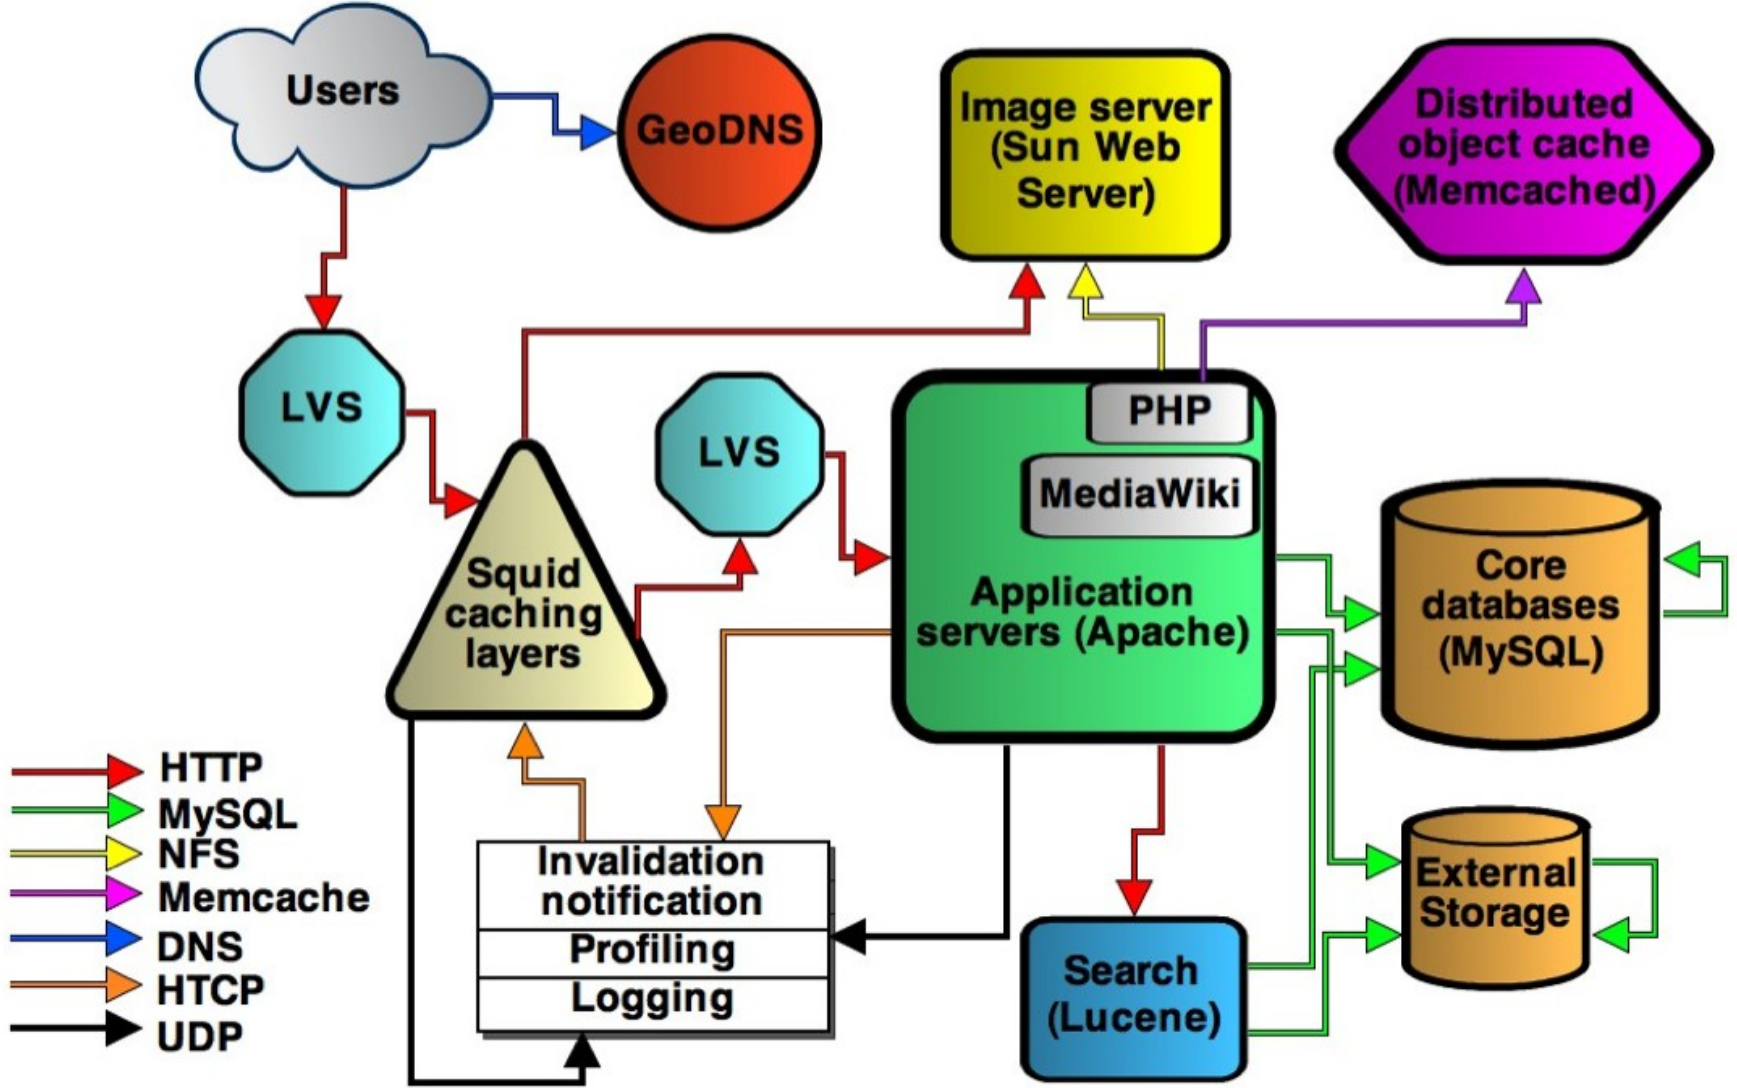 Users
GeoDNS
Image server
(Sun Web
Server)
Distributed
object cache
(Memcached)
LVS
LVS
PHP
MediaWiki
Application
servers (Apache)
Squid
caching
layers
Core
databases
(MySQL)
External
Storage
Invalidation
notification
Profiling
Logging
Search
(Lucene)
HTTP
MySQL
NFS
Memcache
DNS
HTCP
UDP